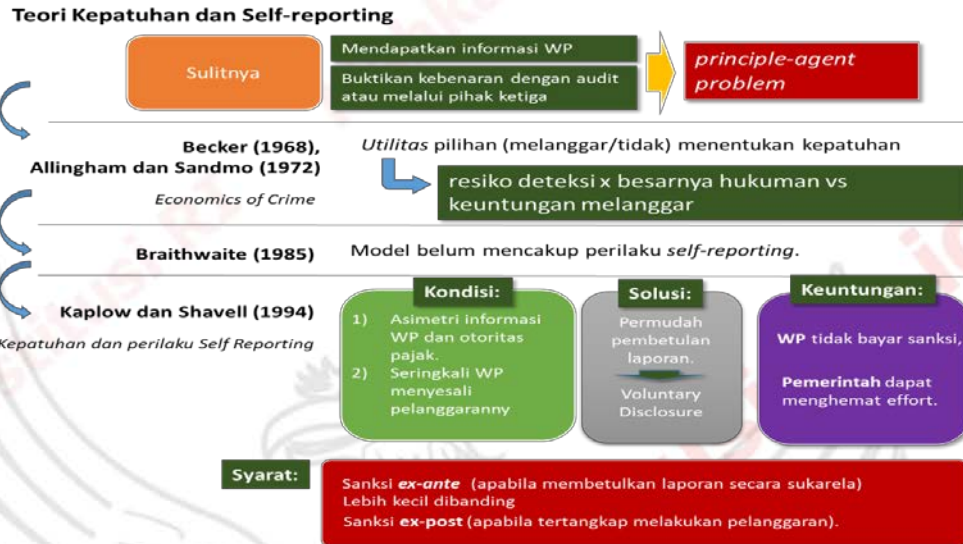 Teori Kepatuhan dan Self-reporting
Sulitnya
Mendapatkan informasi WP
Buktikan kebenaran dengan audit
atau melalui pihak ketiga
principle-agent
problem
Becker (1968),
Allingham dan Sandmo (1972)
Economics of Crime
Utilitas pilihan (melanggar/tidak) menentukan kepatuhan
resiko deteksi x besarnya hukuman vs
keuntungan melanggar
Braithwaite (1985)
Model belum mencakup perilaku self-reporting.
Kaplow dan Shavell (1994)
Kepatuhan dan perilaku Self Reporting
Kondisi:
1) Asimetri informasi
WP dan otoritas
pajak.
2) Seringkali WP
menyesali
pelanggaranny
Solusi:
Permudah
pembetulan
laporan.
Voluntary
Disclosure
Keuntungan:
WP tidak bayar sanksi,
Pemerintah dapat
menghemat effort.
Syarat:
Sanksi ex-ante (apabila membetulkan laporan secara sukarela)
Lebih kecil dibanding
Sanksi ex-post (apabila tertangkap melakukan pelanggaran).